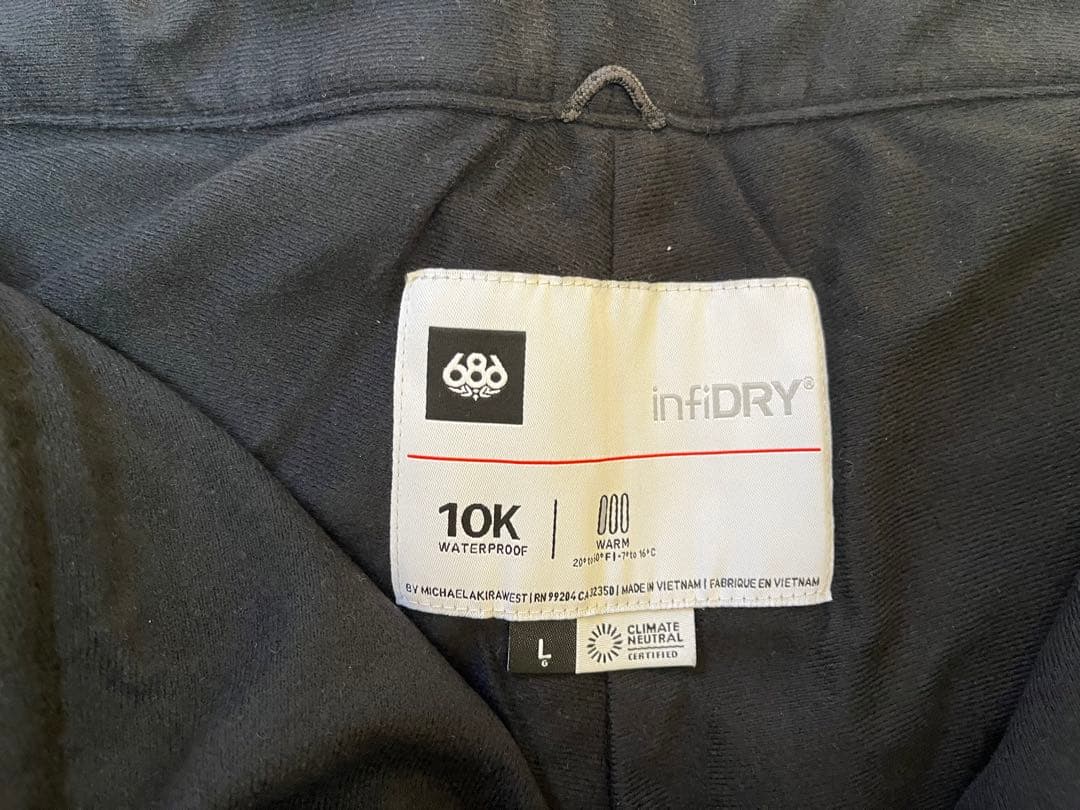 686
infiDRY®
10K
WATERPROOF
WARM
20° to 60°F | -7° to 16°C
BY MICHAELAKIRAWEST | RN 99204 CA 32350 | MADE IN VIETNAM | FABRIQUE EN VIETNAM
L
G
CLIMATE
NEUTRAL
CERTIFIED